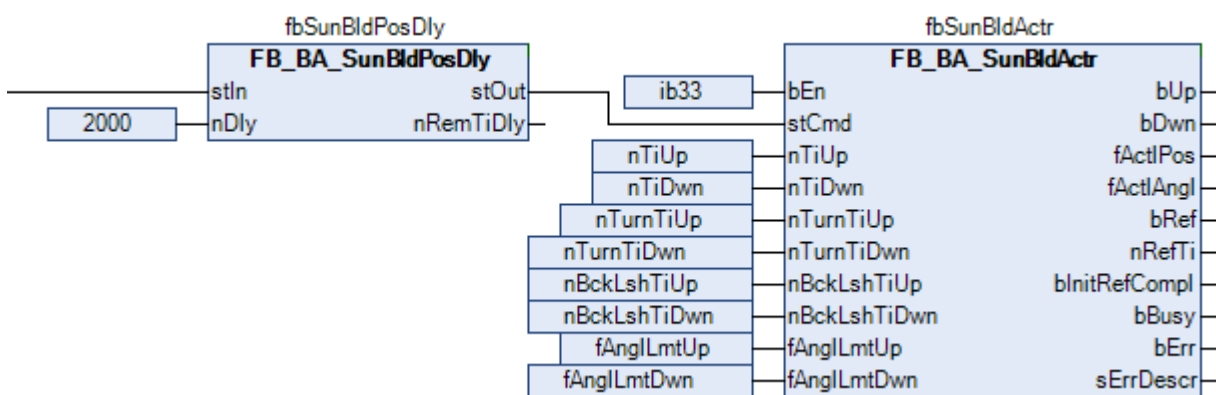 fbSunBldPosDly fbSunBldActr
FB_BA_SunBldPosDly FB_BA_SunBldActr
stIn stOut ib33 bEn bUp
2000 nDly nRemTiDly stCmd bDwn
nTiUp nTiUp fActlPos
nTiDwn nTiDwn fActlAngl
nTurnTiUp nTurnTiUp bRef
nTurnTiDwn nTurnTiDwn nRefTi
nBckLshTiUp nBckLshTiUp bInitRefCompl
nBckLshTiDwn nBckLshTiDwn bBusy
fAnglLmtUp fAnglLmtUp bErr
fAnglLmtDwn fAnglLmtDwn sErrDescr